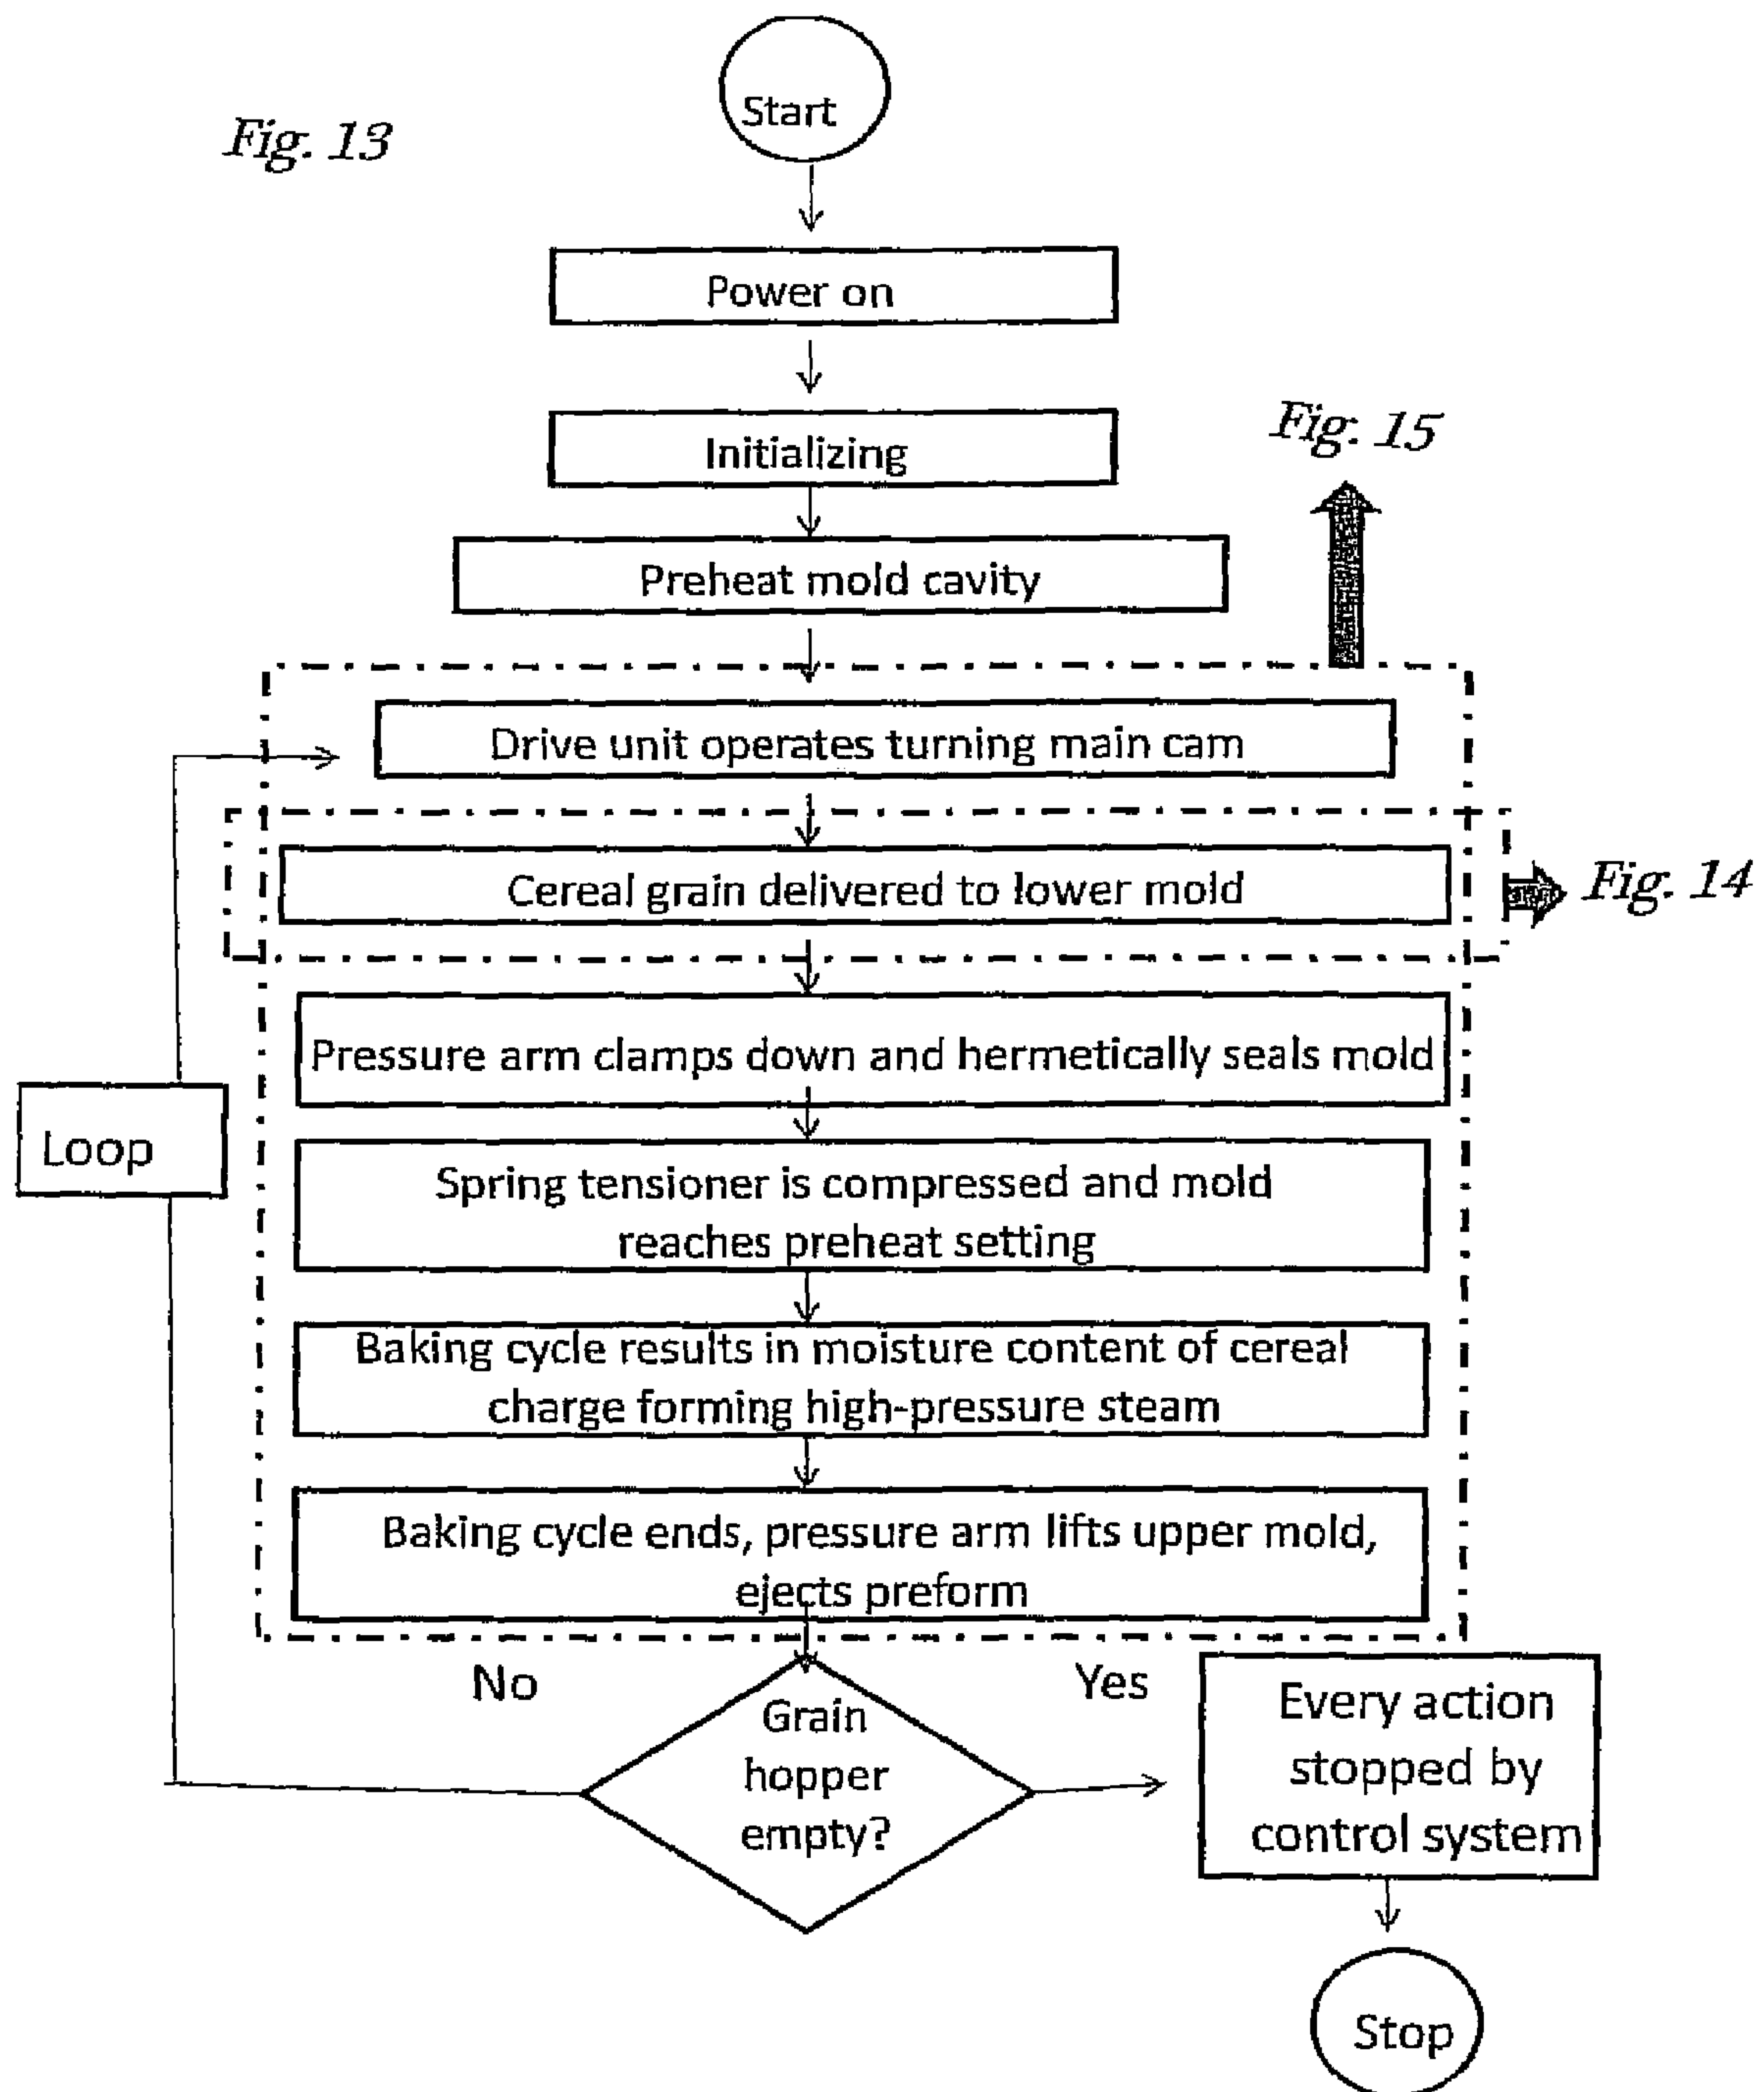 Start
Fig. 13
Power on
Initializing
Fig. 15
Preheat mold cavity
Drive unit operates turning main cam
Cereal grain delivered to lower mold
Fig. 14
Pressure arm clamps down and hermetically seals mold
Loop
Spring tensioner is compressed and mold
reaches preheat setting
Baking cycle results in moisture content of cereal
charge forming high-pressure steam
Baking cycle ends, pressure arm lifts upper mold,
ejects preform
No
Yes
Grain
hopper
empty?
Every action
stopped by
control system
Stop